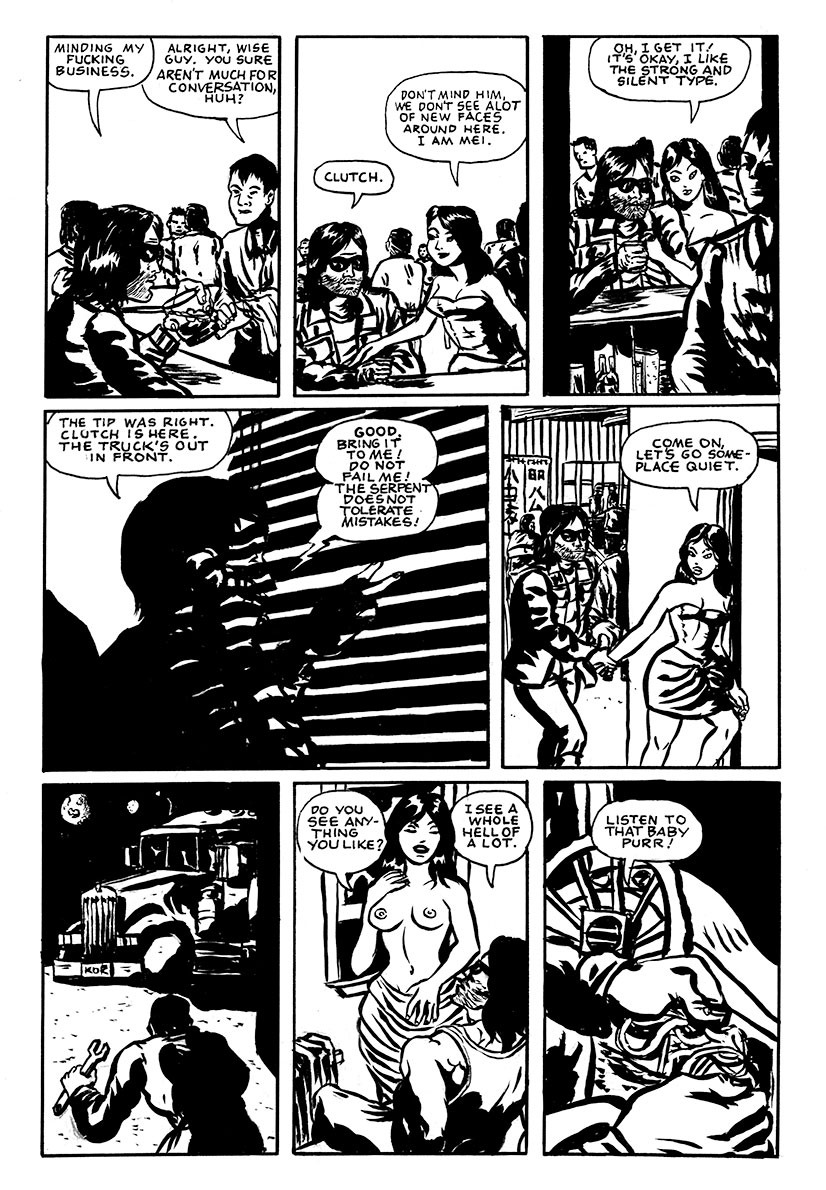 MINDING MY
FUCKING
BUSINESS.
ALRIGHT, WISE
GUY. YOU SURE
AREN'T MUCH FOR
CONVERSATION,
HUH?
DON'T MIND HIM,
WE DON'T SEE ALOT
OF NEW FACES
AROUND HERE.
I AM MEI.
CLUTCH.
OH, I GET IT!
IT'S OKAY, I LIKE
THE STRONG AND
SILENT TYPE.
THE TIP WAS RIGHT.
CLUTCH IS HERE.
THE TRUCK'S OUT
IN FRONT.
GOOD.
BRING IT
TO ME!
DO NOT
FAIL ME!
THE SERPENT
DOES NOT
TOLERATE
MISTAKES!
COME ON,
LET'S GO SOME-
PLACE QUIET.
KOR
DO YOU
SEE ANY-
THING
YOU LIKE?
I SEE A
WHOLE
HELL OF
A LOT.
LISTEN TO
THAT BABY
PURR!